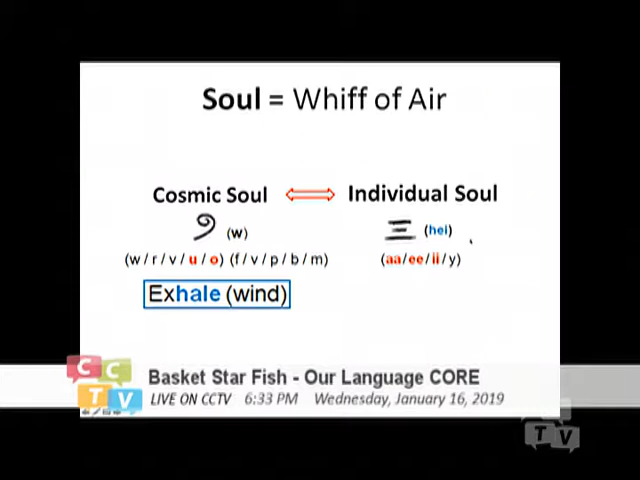 Soul = Whiff of Air
Cosmic Soul Individual Soul
(w) (hei)
(w/r/v/u/o) (f/v/p/b/m) (aa/ee/ii/y)
Exhale (wind)
CCTV
Basket Star Fish - Our Language CORE
LIVE ON CCTV 6:33 PM Wednesday, January 16, 2019
TV